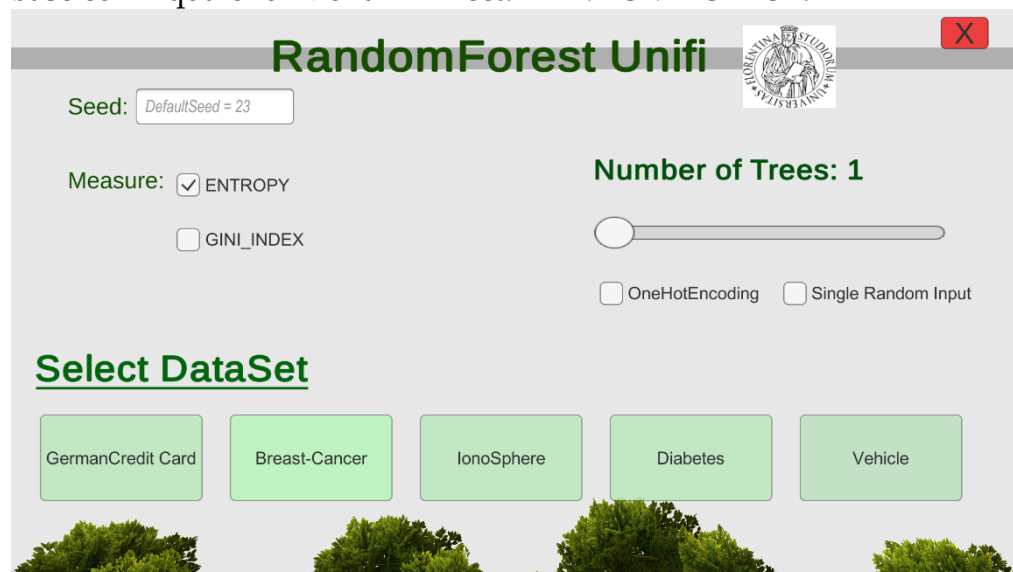 RandomForest Unifi
X
Seed: DefaultSeed = 23
Measure: ENTROPY
GINI_INDEX
Number of Trees: 1
OneHotEncoding Single Random Input
Select DataSet
GermanCredit Card Breast-Cancer IonoSphere Diabetes Vehicle